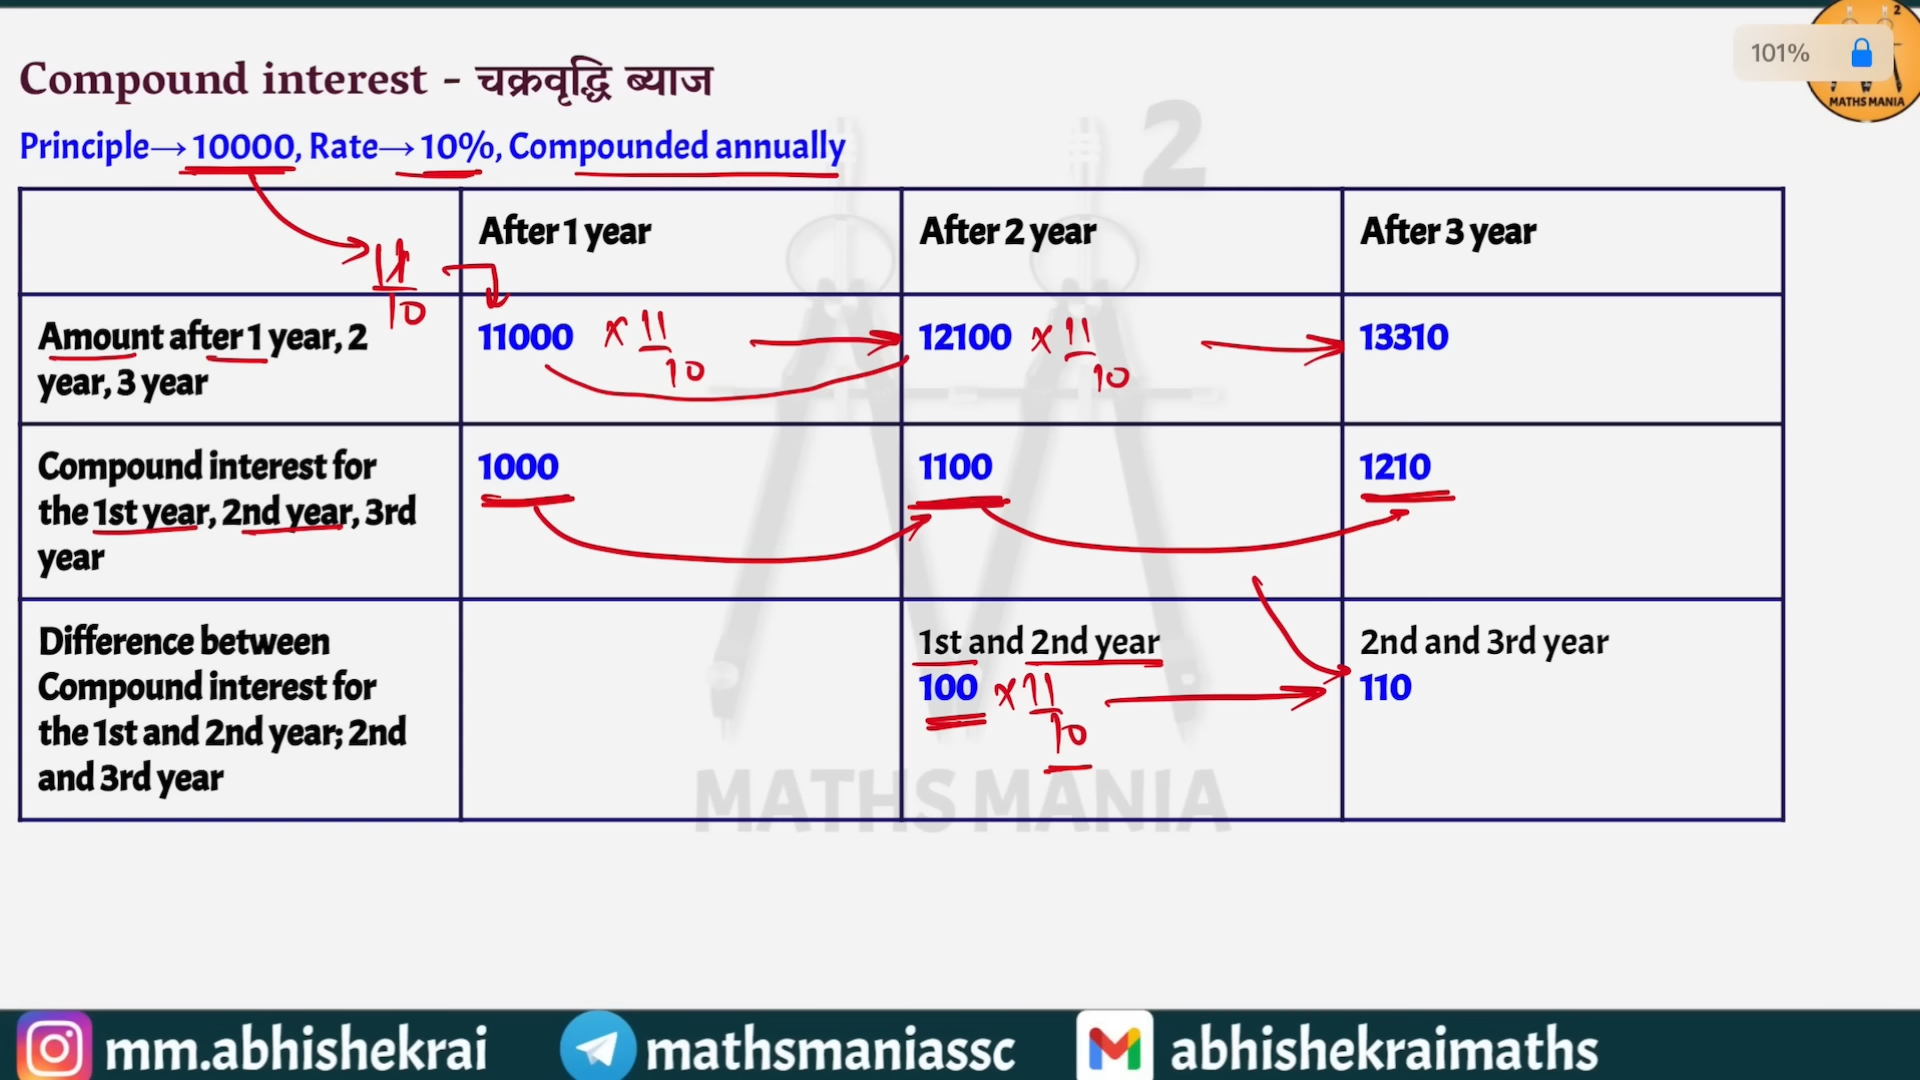 2
101%
MATHS MANIA
Compound interest - चक्रवृद्धि ब्याज
Principle→10000, Rate→10%, Compounded annually
2
After 1 year
After 2 year
After 3 year
11
10
Amount after 1 year, 2
year, 3 year
11000 × 11
10
12100 × 11
10
13310
Compound interest for
the 1st year, 2nd year, 3rd
year
1000
1100
1210
Difference between
Compound interest for
the 1st and 2nd year; 2nd
and 3rd year
1st and 2nd year
100 × 11
10
2nd and 3rd year
110
MATHS MANIA
mm.abhishekrai
mathsmaniassc
abhishekraimaths